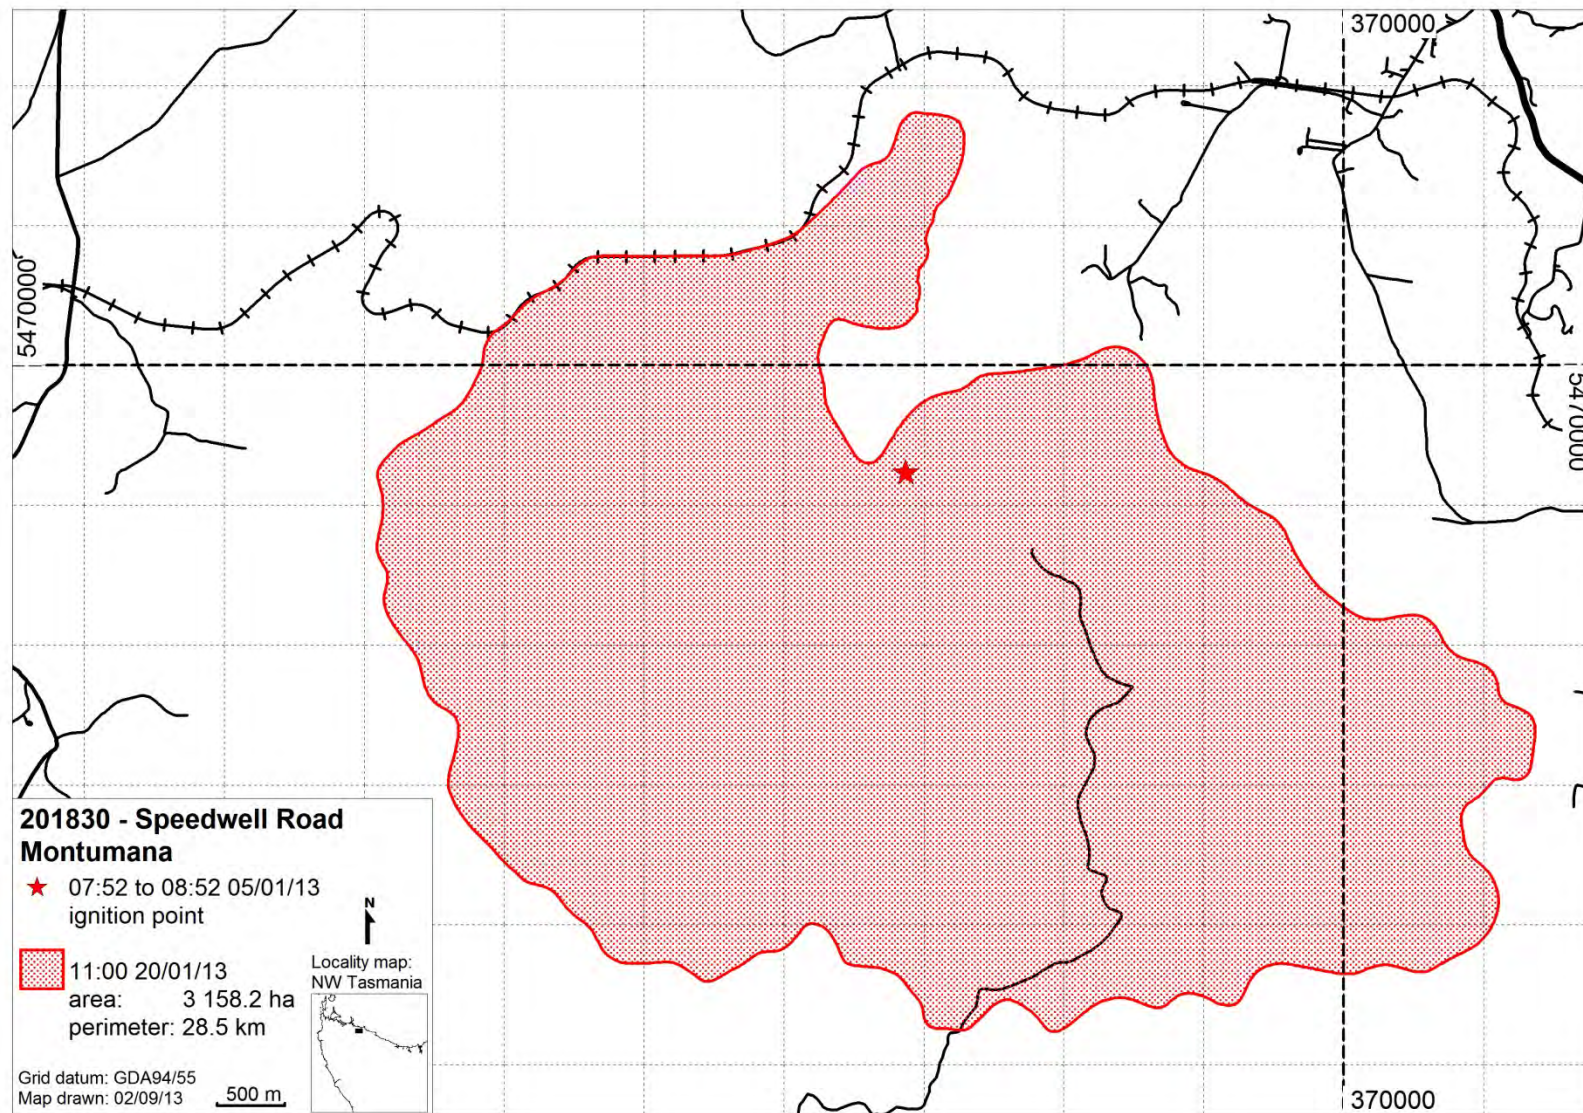 370000
5470000
5470000
201830 - Speedwell Road
Montumana
07:52 to 08:52 05/01/13
ignition point
N
11:00 20/01/13
area: 3 158.2 ha
perimeter: 28.5 km
Locality map:
NW Tasmania
Grid datum: GDA94/55
Map drawn: 02/09/13
500 m
370000